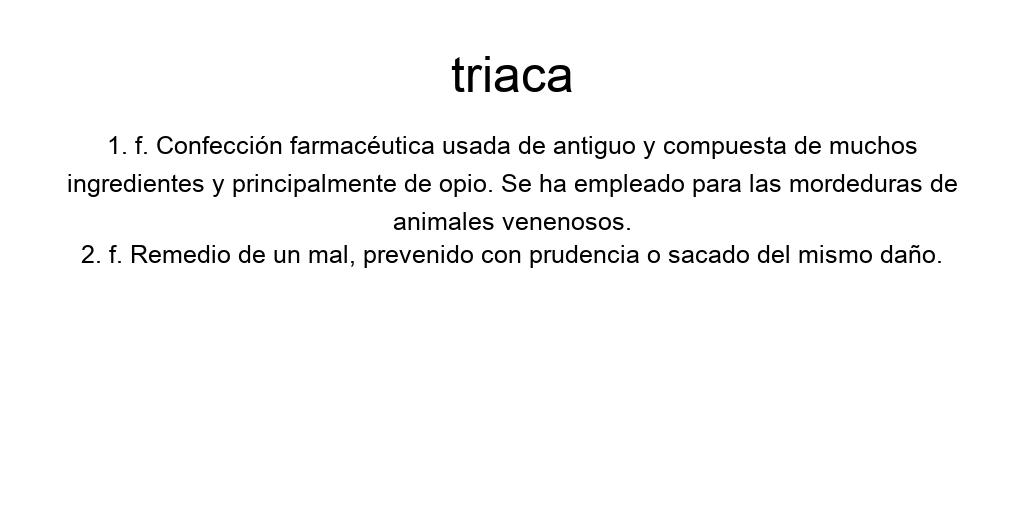 triaca
1. f. Confección farmacéutica usada de antiguo y compuesta de muchos
ingredientes y principalmente de opio. Se ha empleado para las mordeduras de
animales venenosos.
2. f. Remedio de un mal, prevenido con prudencia o sacado del mismo daño.